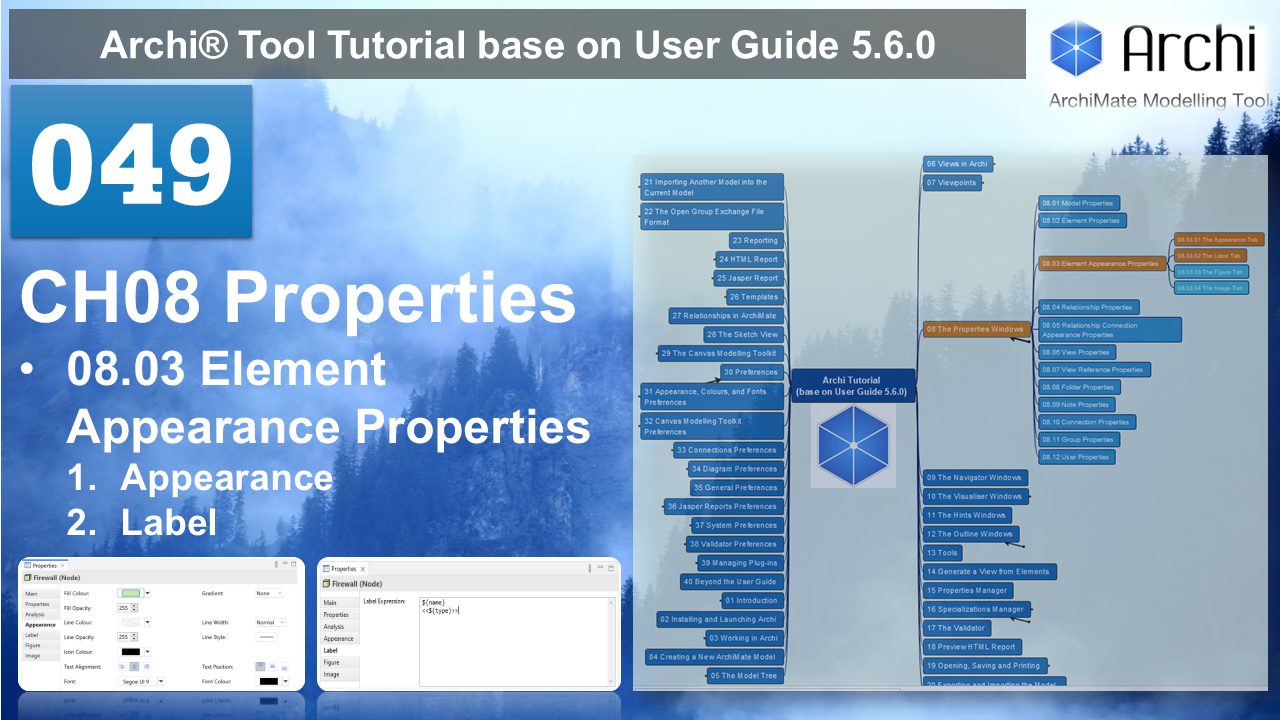 Archi® Tool Tutorial base on User Guide 5.6.0
Archi
ArchiMate Modelling Tool
049
CH08 Properties
• 08.03 Element
Appearance Properties
1. Appearance
2. Label
Properties
Firewall (Node)
Main
Properties
Analysis
Appearance
Label
Figure
Image
Fill Colour:
Gradient:
None
Fill Opacity:
255
Line Colour:
Line Width:
Normal
Line Opacity:
255
Line Style:
Icon Colour:
Text Alignment:
Text Position:
Font:
Segoe UI 9
Font Colour:
Properties
Firewall (Node)
Main
Properties
Analysis
Appearance
Label
Figure
Image
Label Expression:
${name}
<<${type}>>
21 Importing Another Model into the
Current Model
22 The Open Group Exchange File
Format
23 Reporting
24 HTML Report
25 Jasper Report
26 Templates
27 Relationships in ArchiMate
28 The Sketch View
29 The Canvas Modelling Toolkit
30 Preferences
31 Appearance, Colours, and Fonts
Preferences
32 Canvas Modelling Toolkit
Preferences
33 Connections Preferences
34 Diagram Preferences
35 General Preferences
36 Jasper Reports Preferences
37 System Preferences
38 Validator Preferences
39 Managing Plug-ins
40 Beyond the User Guide
01 Introduction
02 Installing and Launching Archi
03 Working in Archi
04 Creating a New ArchiMate Model
05 The Model Tree
Archi Tutorial
(base on User Guide 5.6.0)
06 Views in Archi
07 Viewpoints
08 The Properties Windows
08.01 Model Properties
08.02 Element Properties
08.03 Element Appearance Properties
08.03.01 The Appearance Tab
08.03.02 The Label Tab
08.03.03 The Figure Tab
08.03.04 The Image Tab
08.04 Relationship Properties
08.05 Relationship Connection
Appearance Properties
08.06 View Properties
08.07 View Reference Properties
08.08 Folder Properties
08.09 Note Properties
08.10 Connection Properties
08.11 Group Properties
08.12 User Properties
09 The Navigator Windows
10 The Visualiser Windows
11 The Hints Windows
12 The Outline Windows
13 Tools
14 Generate a View from Elements
15 Properties Manager
16 Specializations Manager
17 The Validator
18 Preview HTML Report
19 Opening, Saving and Printing
20 Exporting and Importing the Model